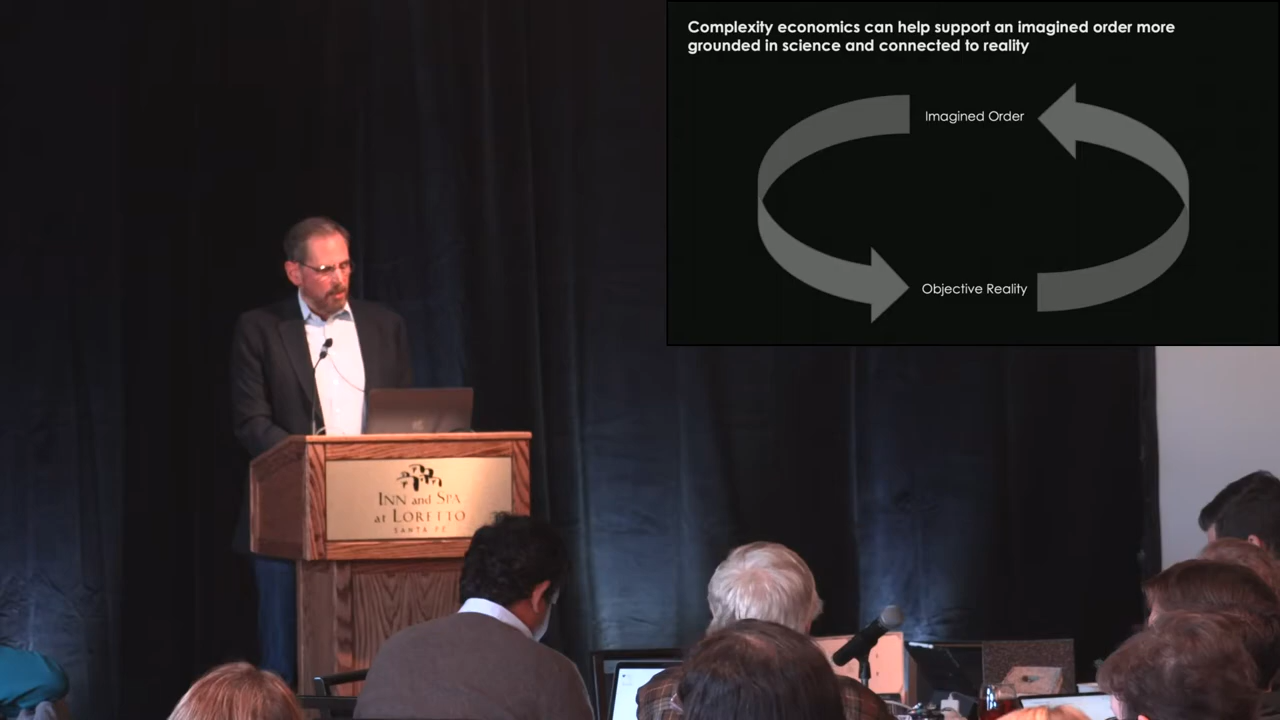 Complexity economics can help support an imagined order more
grounded in science and connected to reality
Imagined Order
Objective Reality
INN and SPA
at LORETTO
SANTA FE